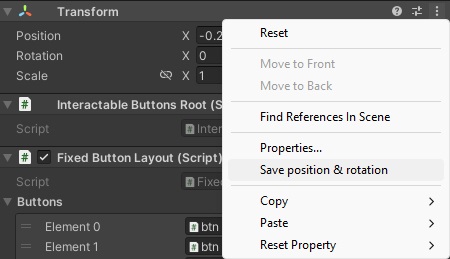 Transform
Position X -0.2
Rotation X 0
Scale X 1
Interactable Buttons Root (S
Script # Inter
Fixed Button Layout (Script)
Script # Fixed
Buttons
Element 0 # btn
Element 1 # btn
Reset
Move to Front
Move to Back
Find References In Scene
Properties...
Save position & rotation
Copy
Paste
Reset Property